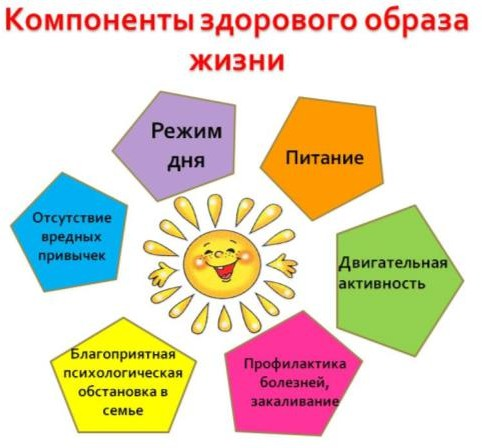 Компоненты здорового образа
жизни
Режим
дня
Питание
Двигательная
активность
Профилактика
болезней,
закаливание
Благоприятная
психологическая
обстановка в
семье
Отсутствие
вредных
привычек